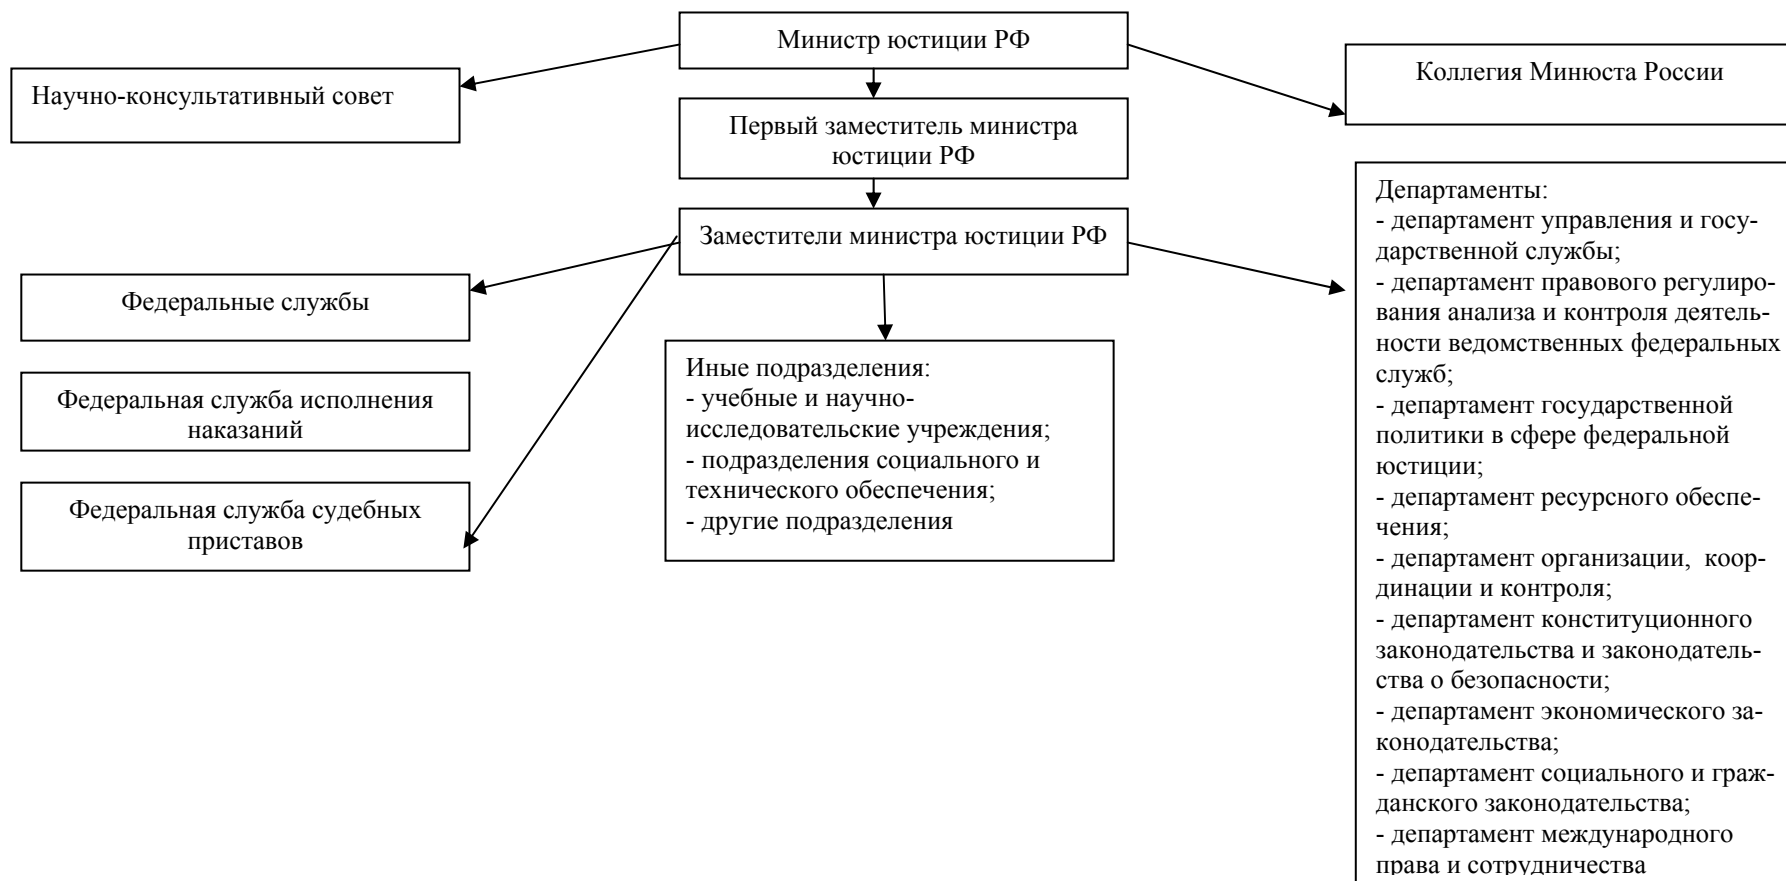 Министр юстиции РФ
Научно-консультативный совет
Коллегия Минюста России
Первый заместитель министра
юстиции РФ
Заместители министра юстиции РФ
Федеральные службы
Федеральная служба исполнения
наказаний
Федеральная служба судебных
приставов
Иные подразделения:
- учебные и научно-
исследовательские учреждения;
- подразделения социального и
технического обеспечения;
- другие подразделения
Департаменты:
- департамент управления и госу-
дарственной службы;
- департамент правового регулиро-
вания анализа и контроля деятель-
ности ведомственных федеральных
служб;
- департамент государственной
политики в сфере федеральной
юстиции;
- департамент ресурсного обеспе-
чения;
- департамент организации,  коор-
динации и контроля;
- департамент конституционного
законодательства и законодатель-
ства о безопасности;
- департамент экономического за-
конодательства;
- департамент социального и граж-
данского законодательства;
- департамент международного
права и сотрудничества